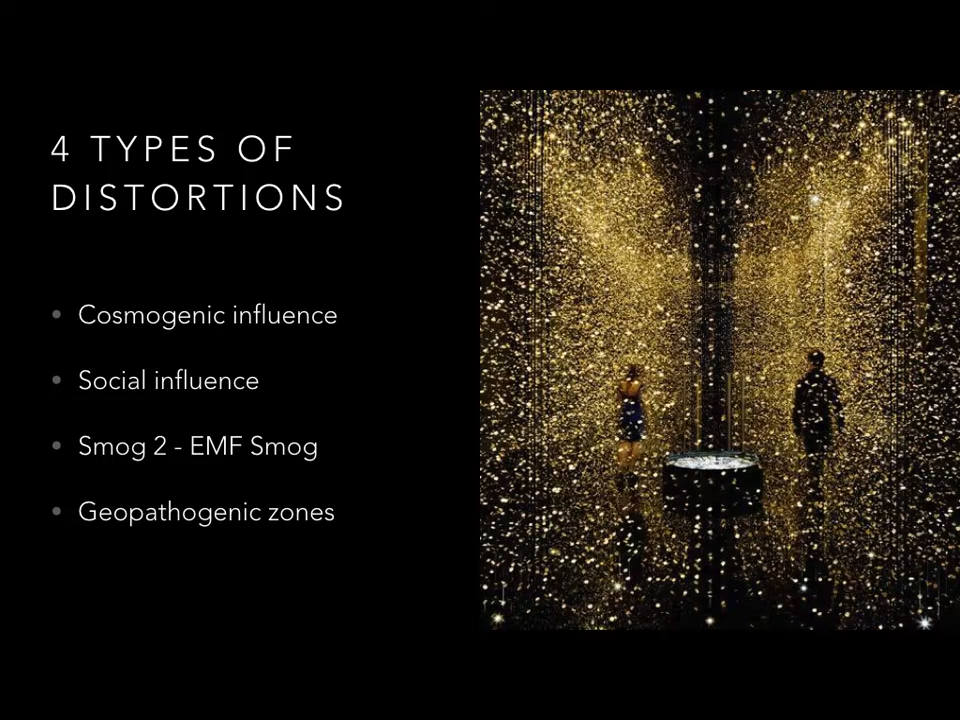 4 TYPES OF
DISTORTIONS
• Cosmogenic influence
• Social influence
• Smog 2 - EMF Smog
• Geopathogenic zones